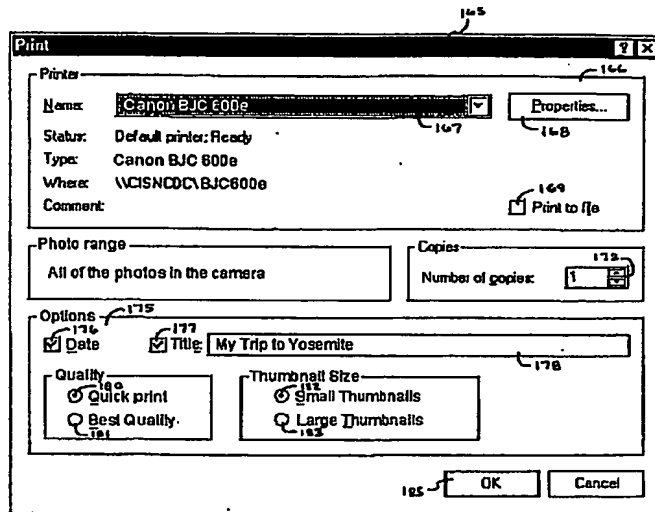 165
Print ? X
Printer 166
Name: Canon BJC 600e Properties...
167 168
Status: Default printer; Ready
Type: Canon BJC 600e
Where: \\CISNCDC\BJC600e
169
Comment: Print to file
Photo range Copies
172
All of the photos in the camera Number of copies: 1
Options 175
176 177
Date Title: My Trip to Yosemite
178
Quality Thumbnail Size
180 182
Quick print Small Thumbnails
Best Quality Large Thumbnails
181 183
185 OK Cancel